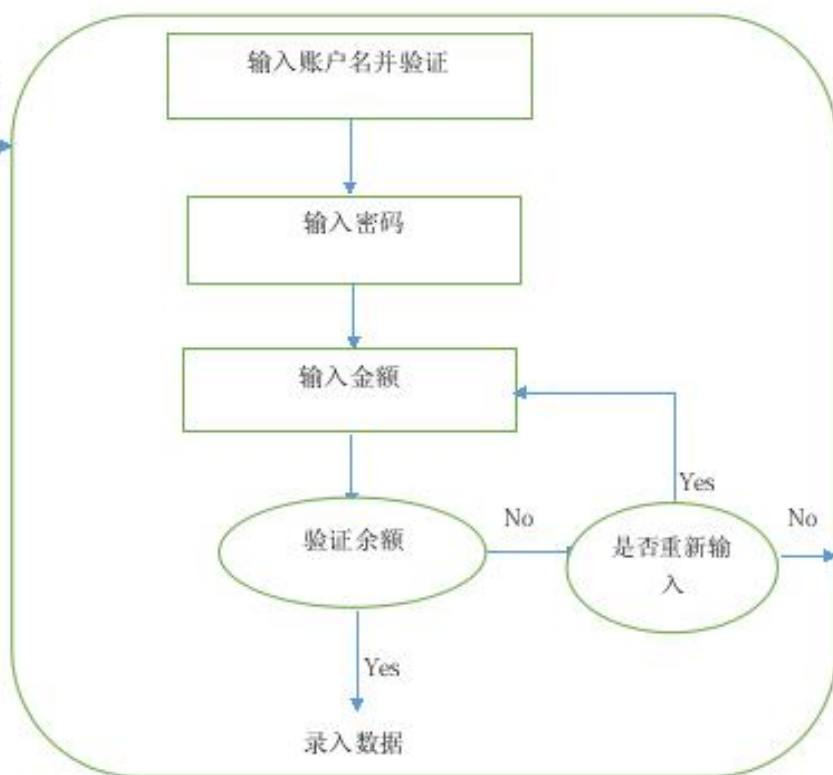 输入账户名并验证
输入密码
输入金额
Yes
No
No
验证余额
是否重新输
入
Yes
录入数据